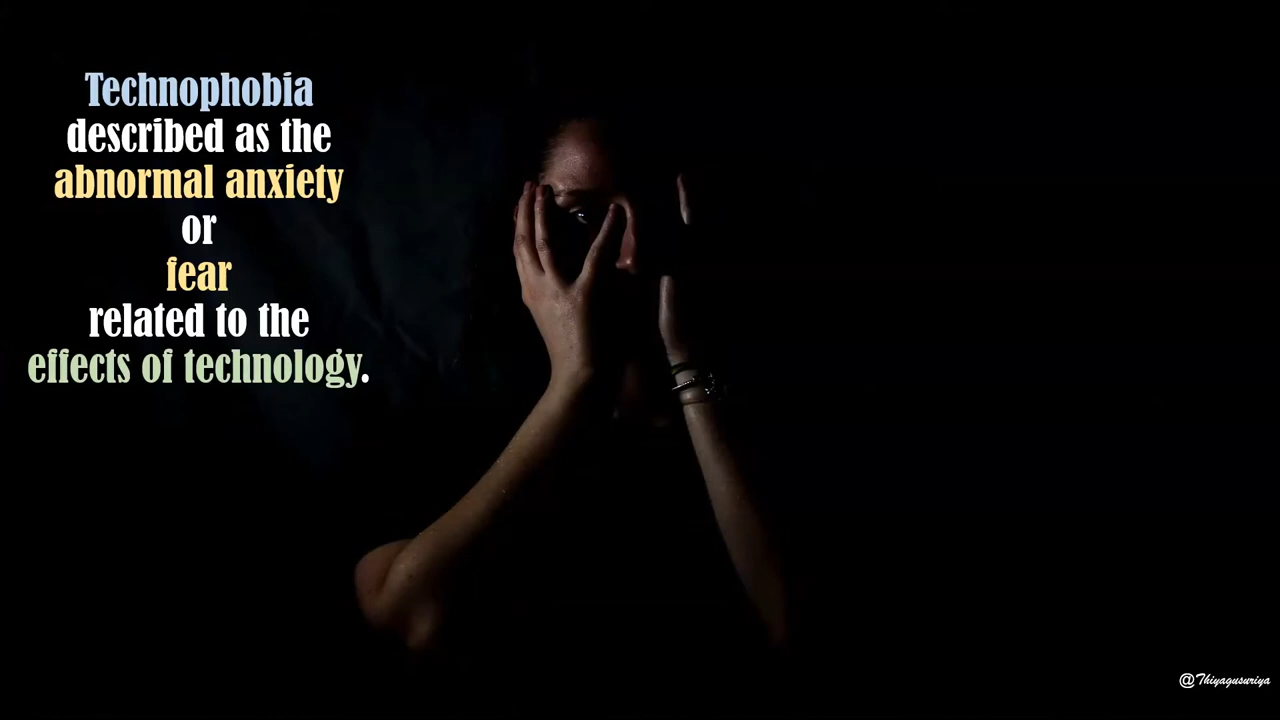 Technophobia
described as the
abnormal anxiety
or
fear
related to the
effects of technology.
@Thiyagusuriya